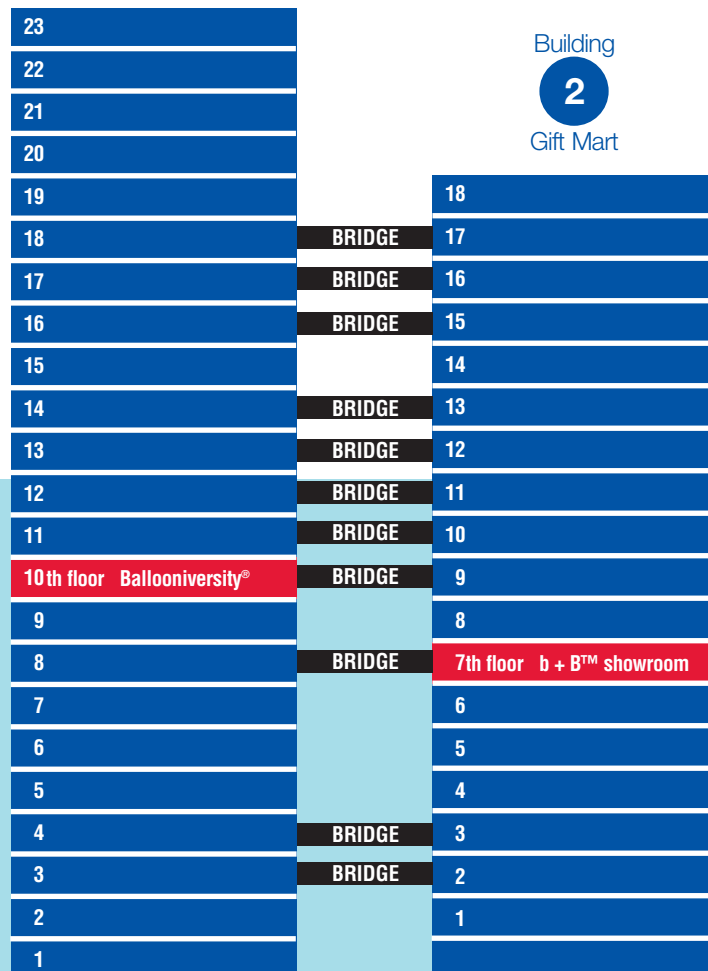 23
22
21
20
19
18
17
16
15
14
13
12
11
10th floor Ballooniversity®
9
8
7
6
5
4
3
2
1
BRIDGE
BRIDGE
BRIDGE
BRIDGE
BRIDGE
BRIDGE
BRIDGE
BRIDGE
BRIDGE
BRIDGE
BRIDGE
Building
2
Gift Mart
18
17
16
15
14
13
12
11
10
9
8
7th floor b + B™ showroom
6
5
4
3
2
1